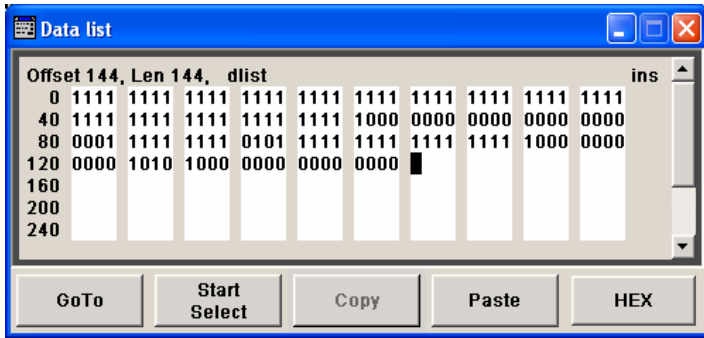 Data list
Offset 144, Len 144, dlist ins
0 1111 1111 1111 1111 1111 1111 1111 1111 1111 1111
40 1111 1111 1111 1111 1111 1000 0000 0000 0000 0000
80 0001 1111 1111 0101 1111 1111 1111 1111 1000 0000
120 0000 1010 1000 0000 0000 0000
160
200
240
GoTo Start Select Copy Paste HEX